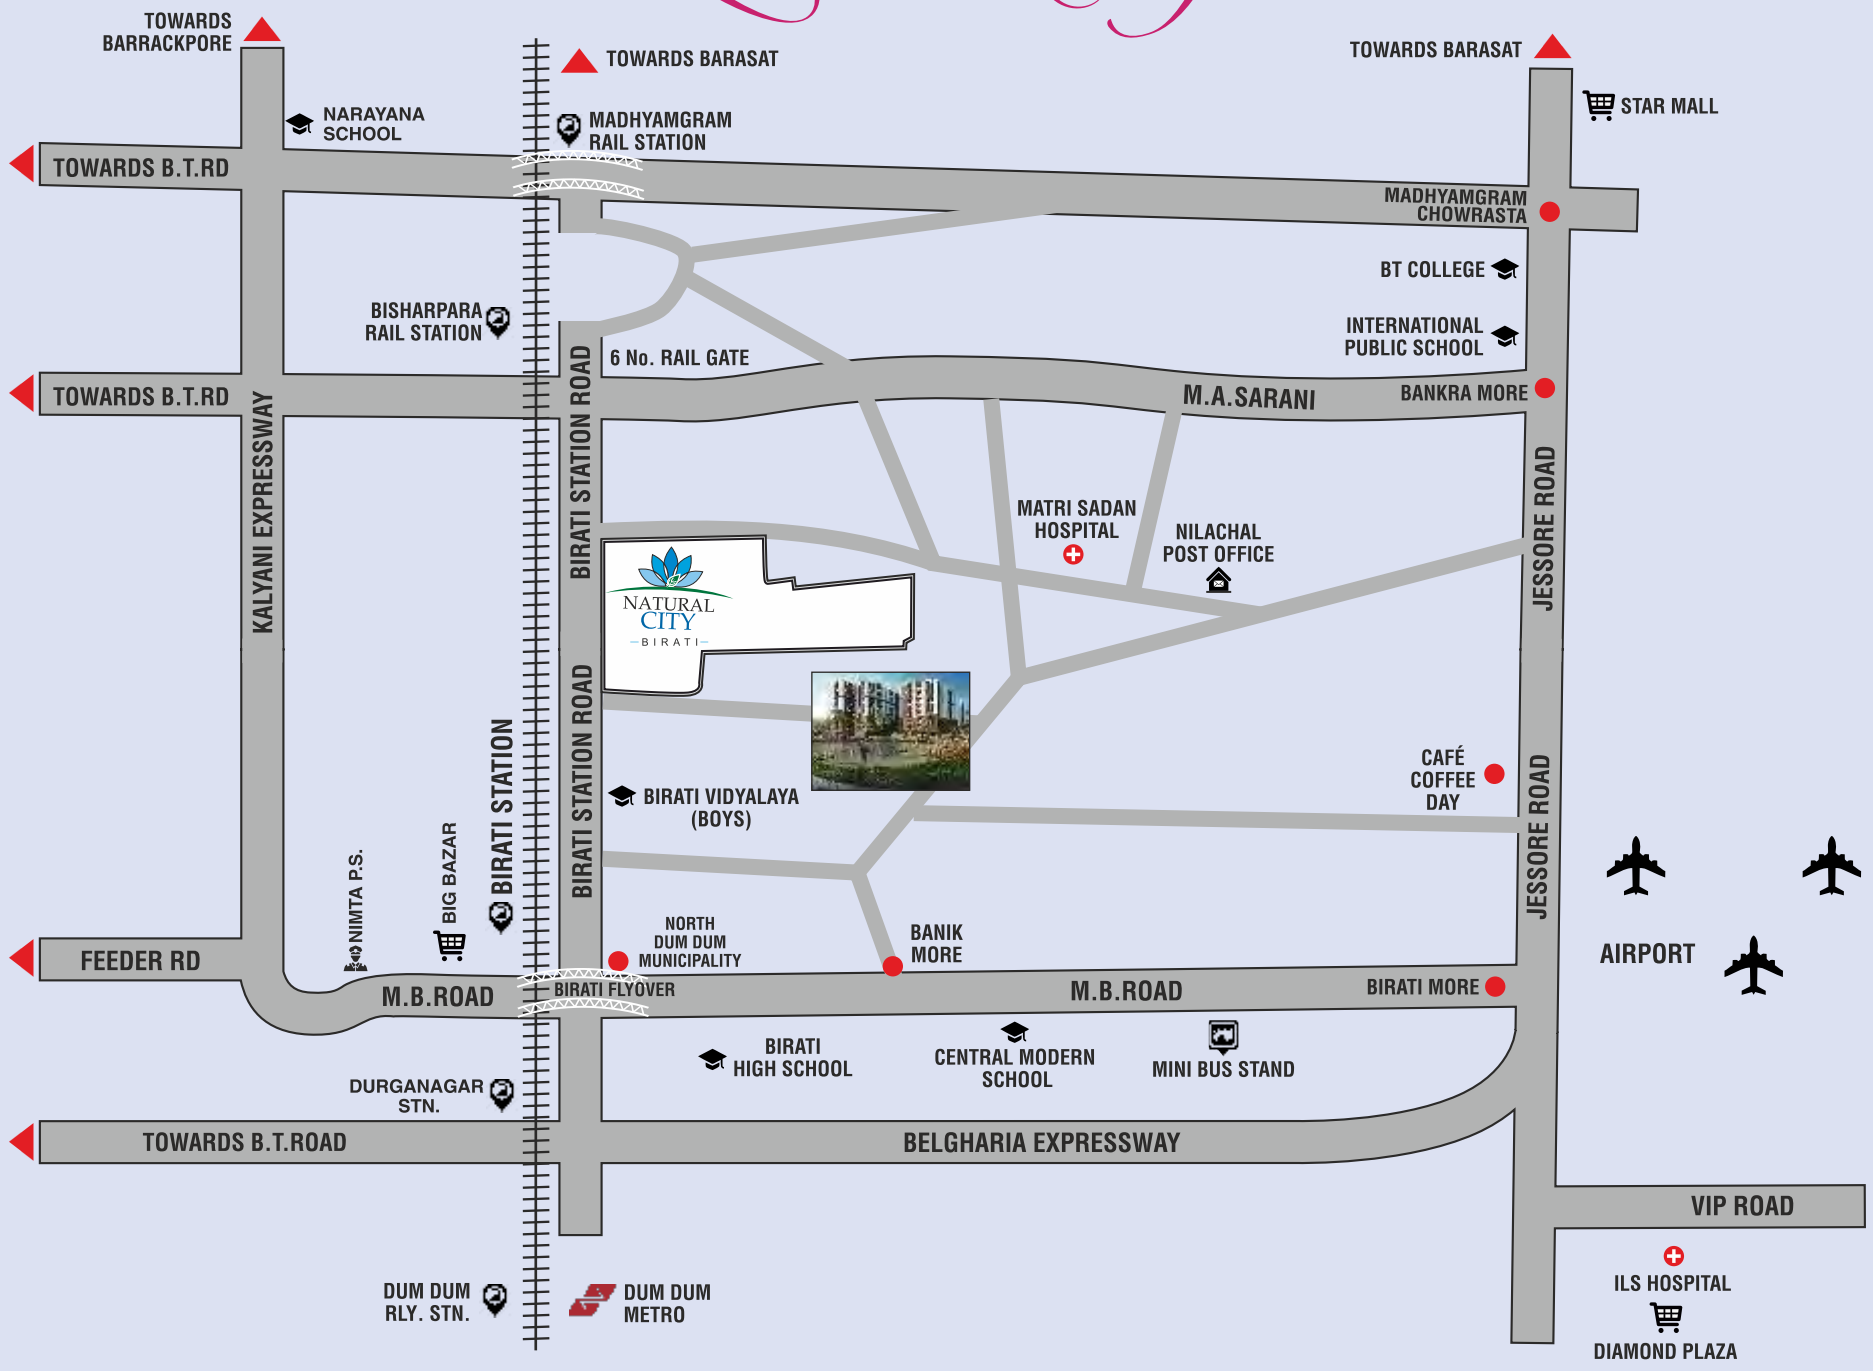 TOWARDS
BARRACKPORE
TOWARDS BARASAT
TOWARDS BARASAT
STAR MALL
NARAYANA
SCHOOL
MADHYAMGRAM
RAIL STATION
TOWARDS B.T.RD
MADHYAMGRAM
CHOWRASTA
BT COLLEGE
BISHARPARA
RAIL STATION
INTERNATIONAL
PUBLIC SCHOOL
6 No. RAIL GATE
TOWARDS B.T.RD
M.A.SARANI
BANKRA MORE
KALYANI EXPRESSWAY
BIRATI STATION ROAD
JESSORE ROAD
MATRI SADAN
HOSPITAL
NILACHAL
POST OFFICE
NATURAL
CITY
BIRATI
BIRATI STATION ROAD
BIRATI STATION
CAFÉ
COFFEE
DAY
JESSORE ROAD
BIRATI VIDYALAYA
(BOYS)
NIMTA P.S.
BIG BAZAR
NORTH
DUM DUM
MUNICIPALITY
BANIK
MORE
AIRPORT
FEEDER RD
M.B.ROAD
BIRATI FLYOVER
M.B.ROAD
BIRATI MORE
BIRATI
HIGH SCHOOL
CENTRAL MODERN
SCHOOL
MINI BUS STAND
DURGANAGAR
STN.
TOWARDS B.T.ROAD
BELGHARIA EXPRESSWAY
VIP ROAD
DUM DUM
RLY. STN.
DUM DUM
METRO
ILS HOSPITAL
DIAMOND PLAZA